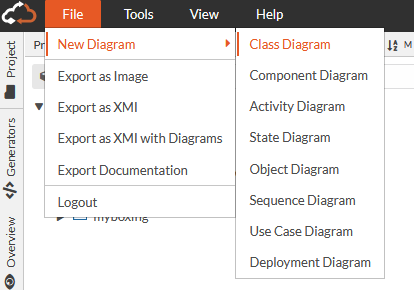 File Tools View Help
Project
Generators
Overview
Pr
M
New Diagram
Export as Image
Export as XMI
Export as XMI with Diagrams
Export Documentation
Logout
myboxing
Class Diagram
Component Diagram
Activity Diagram
State Diagram
Object Diagram
Sequence Diagram
Use Case Diagram
Deployment Diagram